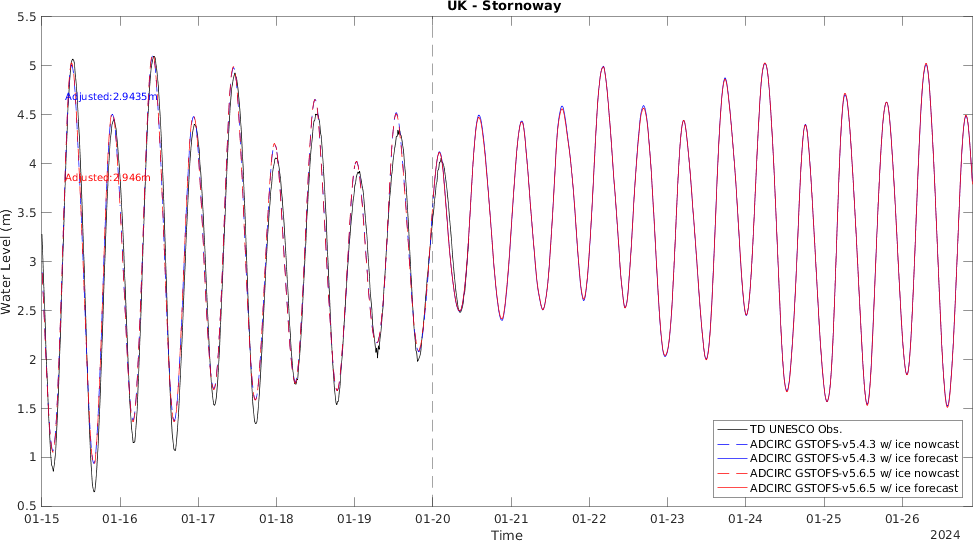 UK - Stornoway
5.5
5
4.5
4
3.5
3
2.5
2
1.5
1
0.5
Water Level (m)
Adjusted:2.9435m
Adjusted:2.946m
TD UNESCO Obs.
ADCIRC GSTOFS-v5.4.3 w/ ice nowcast
ADCIRC GSTOFS-v5.4.3 w/ ice forecast
ADCIRC GSTOFS-v5.6.5 w/ ice nowcast
ADCIRC GSTOFS-v5.6.5 w/ ice forecast
01-15 01-16 01-17 01-18 01-19 01-20 01-21 01-22 01-23 01-24 01-25 01-26
Time
2024